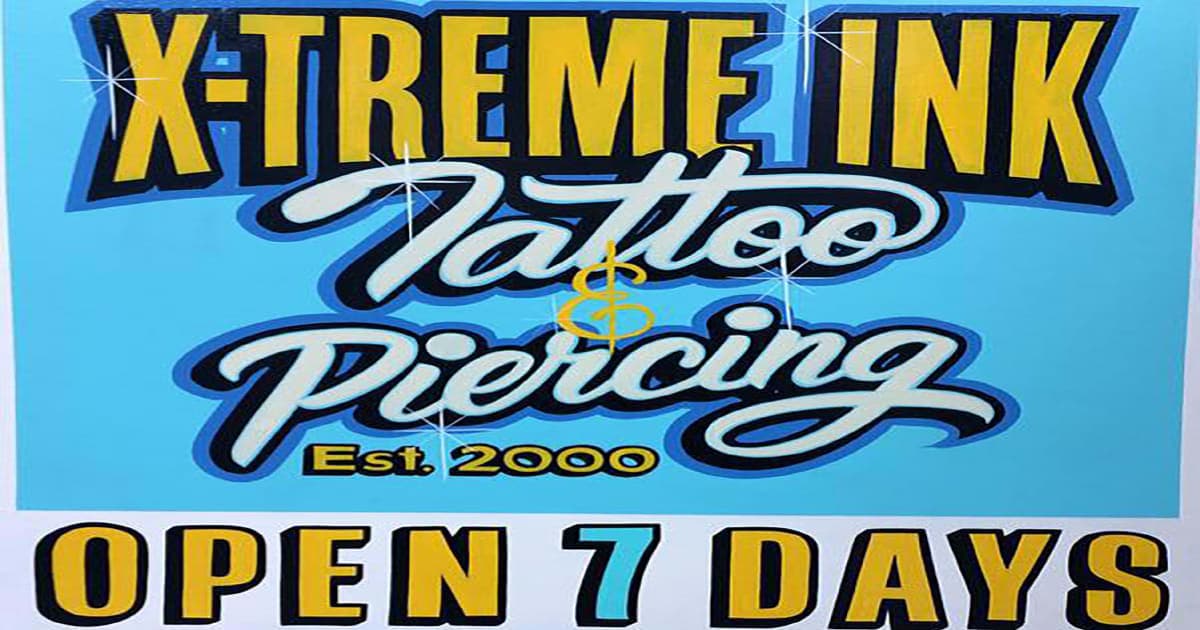 X-TREME INK
Tattoo
&
Piercing
Est. 2000
OPEN 7 DAYS